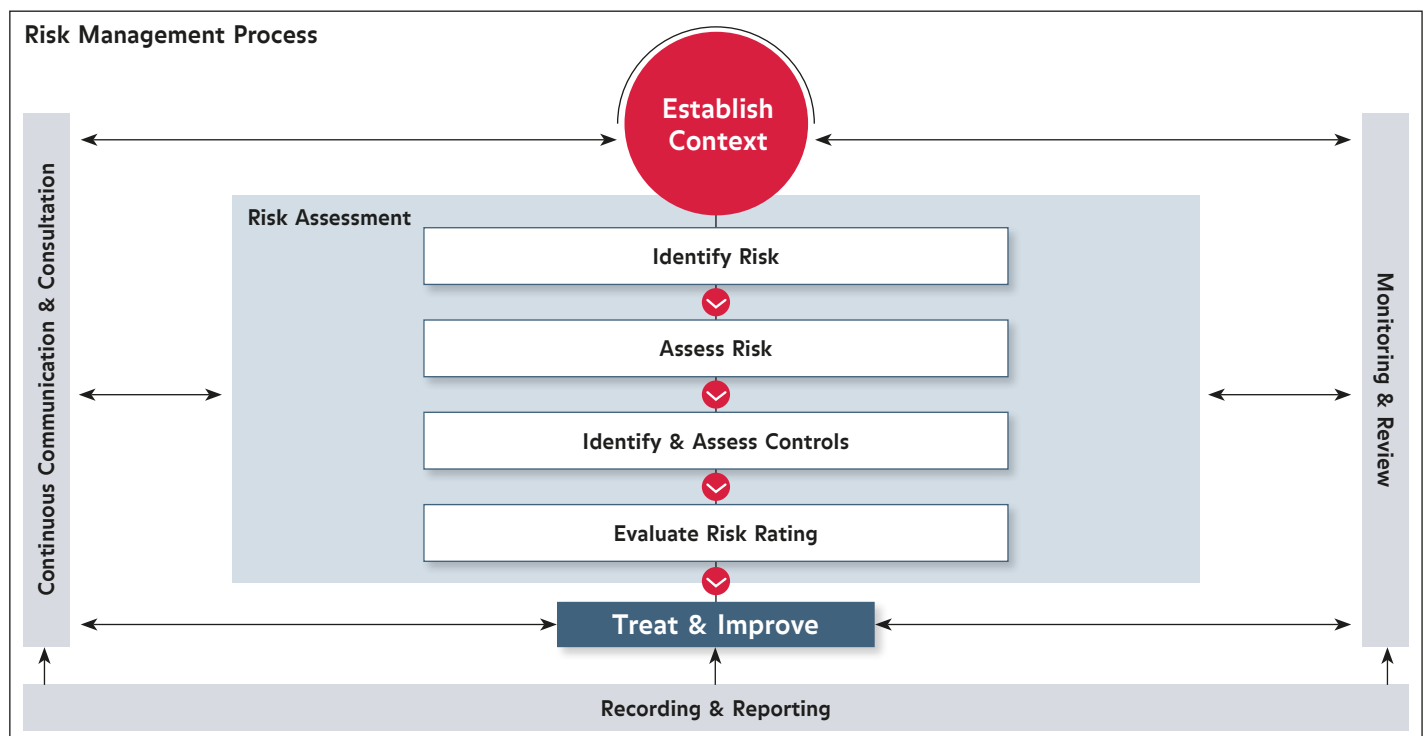 Risk Management Process
Establish
Context
Continuous Communication & Consultation
Risk Assessment
Identify Risk
Assess Risk
Identify & Assess Controls
Evaluate Risk Rating
Treat & Improve
Monitoring & Review
Recording & Reporting